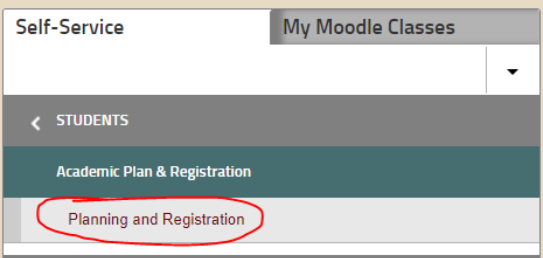 Self-Service
My Moodle Classes
STUDENTS
Academic Plan & Registration
Planning and Registration